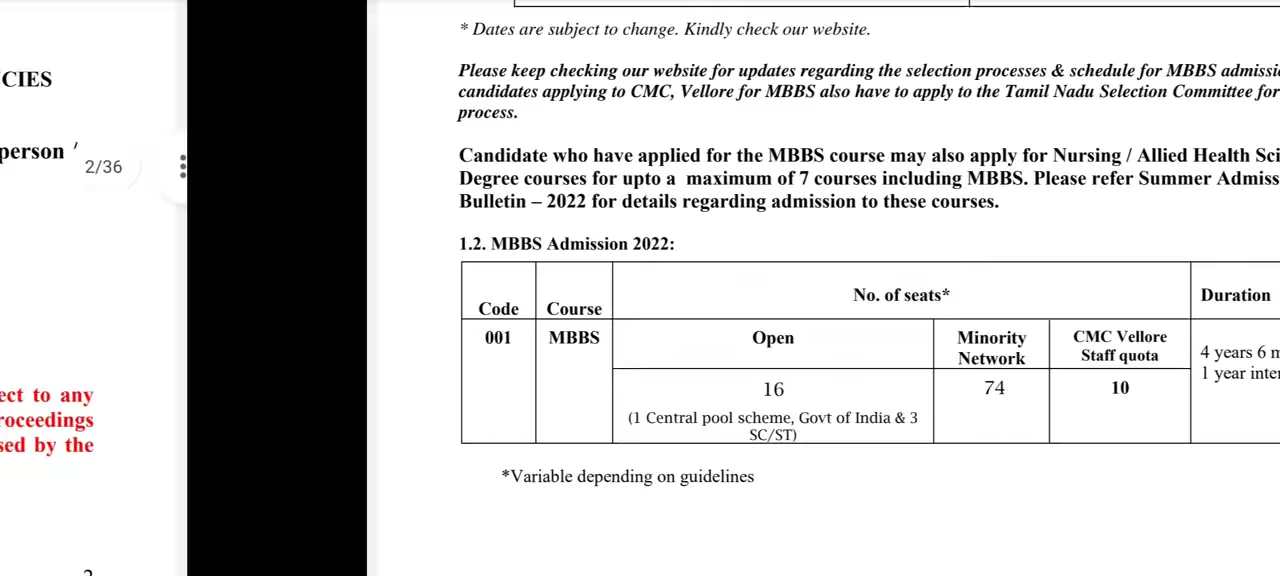 CIES
person
2/36
ect to any
roceedings
sed by the
2
* Dates are subject to change. Kindly check our website.
Please keep checking our website for updates regarding the selection processes & schedule for MBBS
candidates applying to CMC, Vellore for MBBS also have to apply to the Tamil Nadu Selection Committee for
process.
Candidate who have applied for the MBBS course may also apply for Nursing / Allied Health
Degree courses for upto a maximum of 7 courses including MBBS. Please refer Summer
Bulletin – 2022 for details regarding admission to these courses.
1.2. MBBS Admission 2022:
Code Course No. of seats* Duration
001 MBBS Open Minority Network CMC Vellore Staff quota 4 years 6
16 74 10 1 year
(1 Central pool scheme, Govt of India & 3
SC/ST)
*Variable depending on guidelines